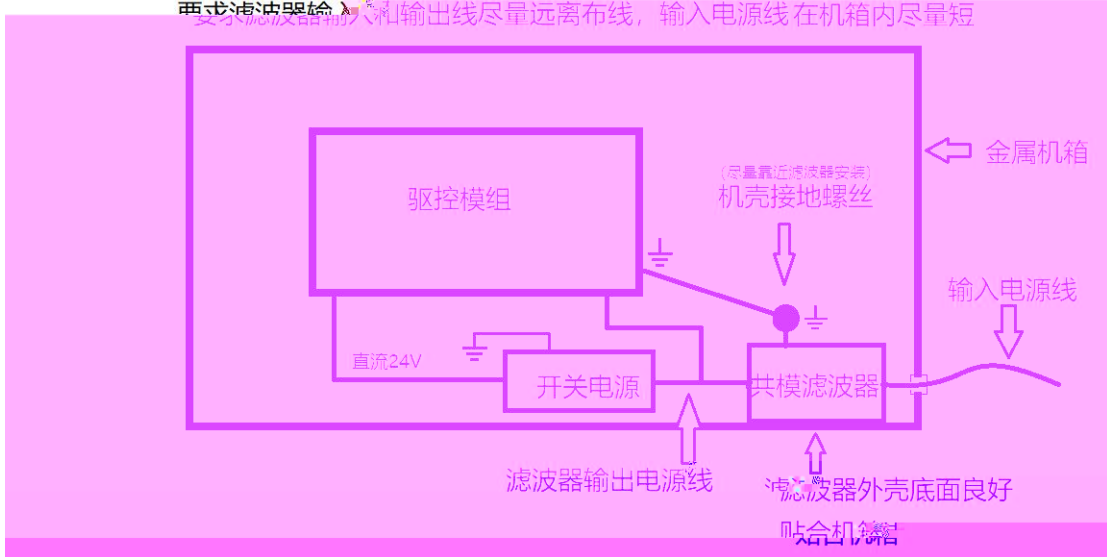 要求滤波器输入和输出线尽量远离布线，输入电源线在机箱内尽量短
金属机箱
（尽量靠近滤波器安装）
机壳接地螺丝
驱控模组
输入电源线
直流24V
开关电源
共模滤波器
滤波器输出电源线
滤波器外壳底面良好
贴合机箱